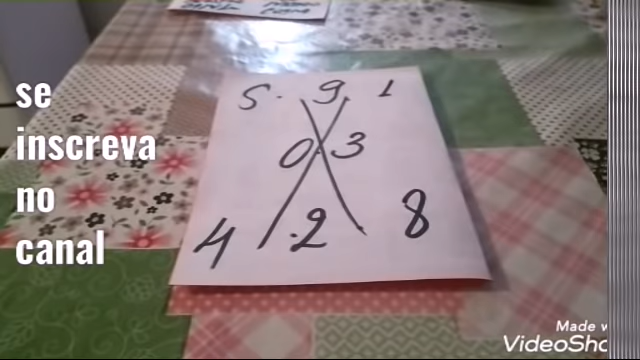 se
inscreva
no
canal
5. 9 1
0 3
4 .2 8
Made w
VideoSho